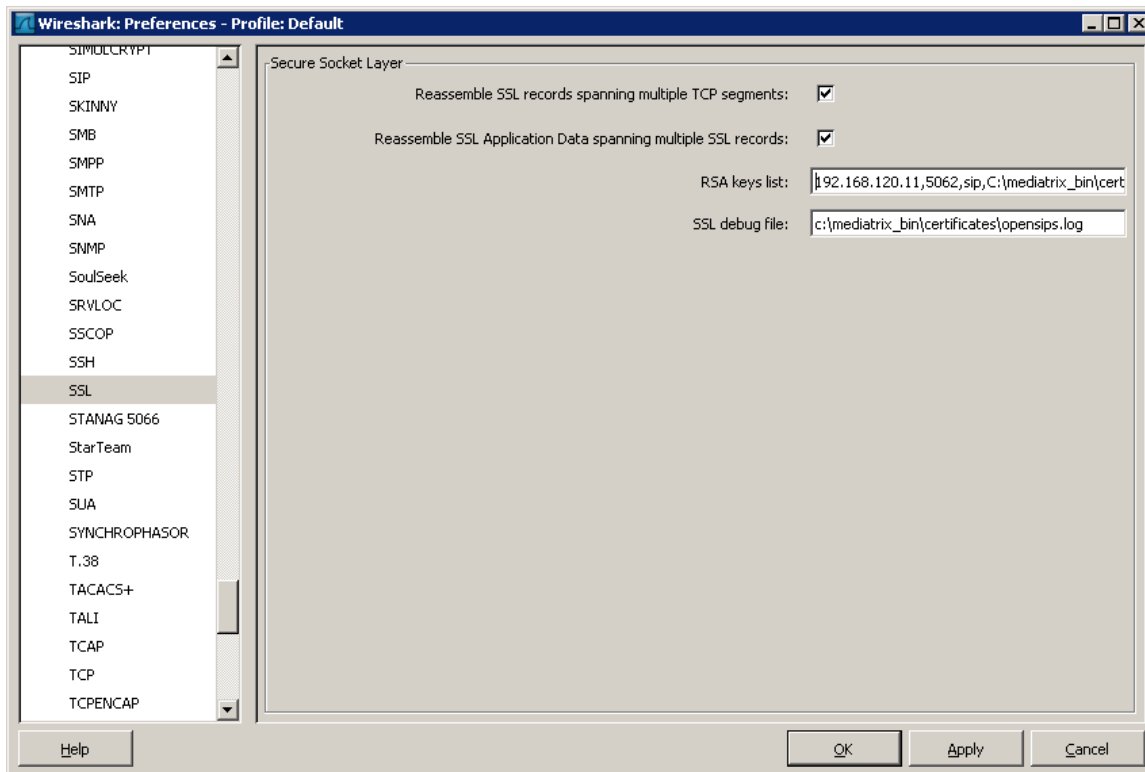 Wireshark: Preferences - Profile: Default
SIMULCRYPT
SIP
SKINNY
SMB
SMPP
SMTP
SNA
SNMP
SoulSeek
SRVLOC
SSCOP
SSH
SSL
STANAG 5066
StarTeam
STP
SUA
SYNCHROPHASOR
T.38
TACACS+
TALI
TCAP
TCP
TCPENCAP
Secure Socket Layer
Reassemble SSL records spanning multiple TCP segments:
Reassemble SSL Application Data spanning multiple SSL records:
RSA keys list: 192.168.120.11,5062,sip,C:\mediatrix_bin\cert
SSL debug file: c:\mediatrix_bin\certificates\opensips.log
Help OK Apply Cancel